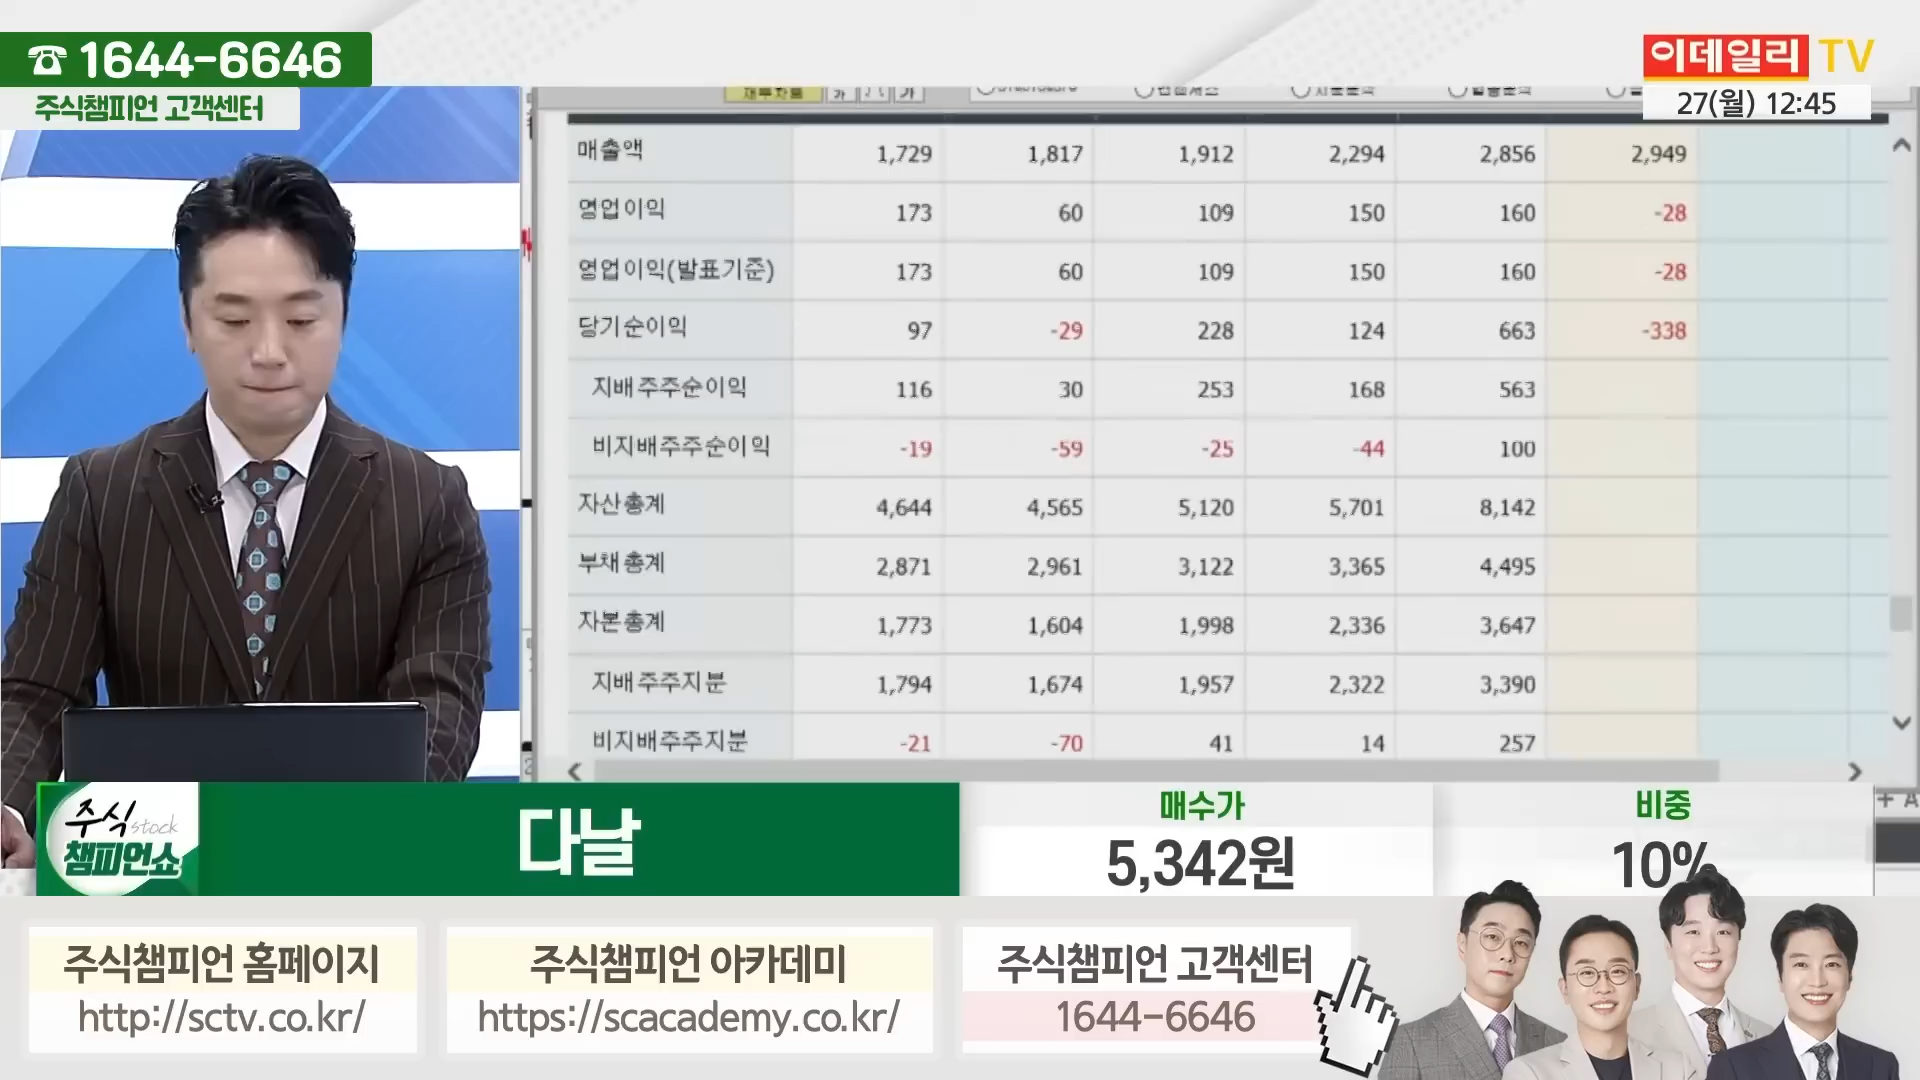 ☎ 1644-6646
주식챔피언 고객센터
이데일리 TV
27(월) 12:45
매출액 1,729 1,817 1,912 2,294 2,856 2,949
영업이익 173 60 109 150 160 -28
영업이익(발표기준) 173 60 109 150 160 -28
당기순이익 97 -29 228 124 663 -338
지배주주순이익 116 30 253 168 563
비지배주주순이익 -19 -59 -25 -44 100
자산총계 4,644 4,565 5,120 5,701 8,142
부채총계 2,871 2,961 3,122 3,365 4,495
자본총계 1,773 1,604 1,998 2,336 3,647
지배주주지분 1,794 1,674 1,957 2,322 3,390
비지배주주지분 -21 -70 41 14 257
주식 stock
챔피언쇼
다날
매수가
5,342원
비중
10%
주식챔피언 홈페이지
http://sctv.co.kr/
주식챔피언 아카데미
https://scacademy.co.kr/
주식챔피언 고객센터
1644-6646